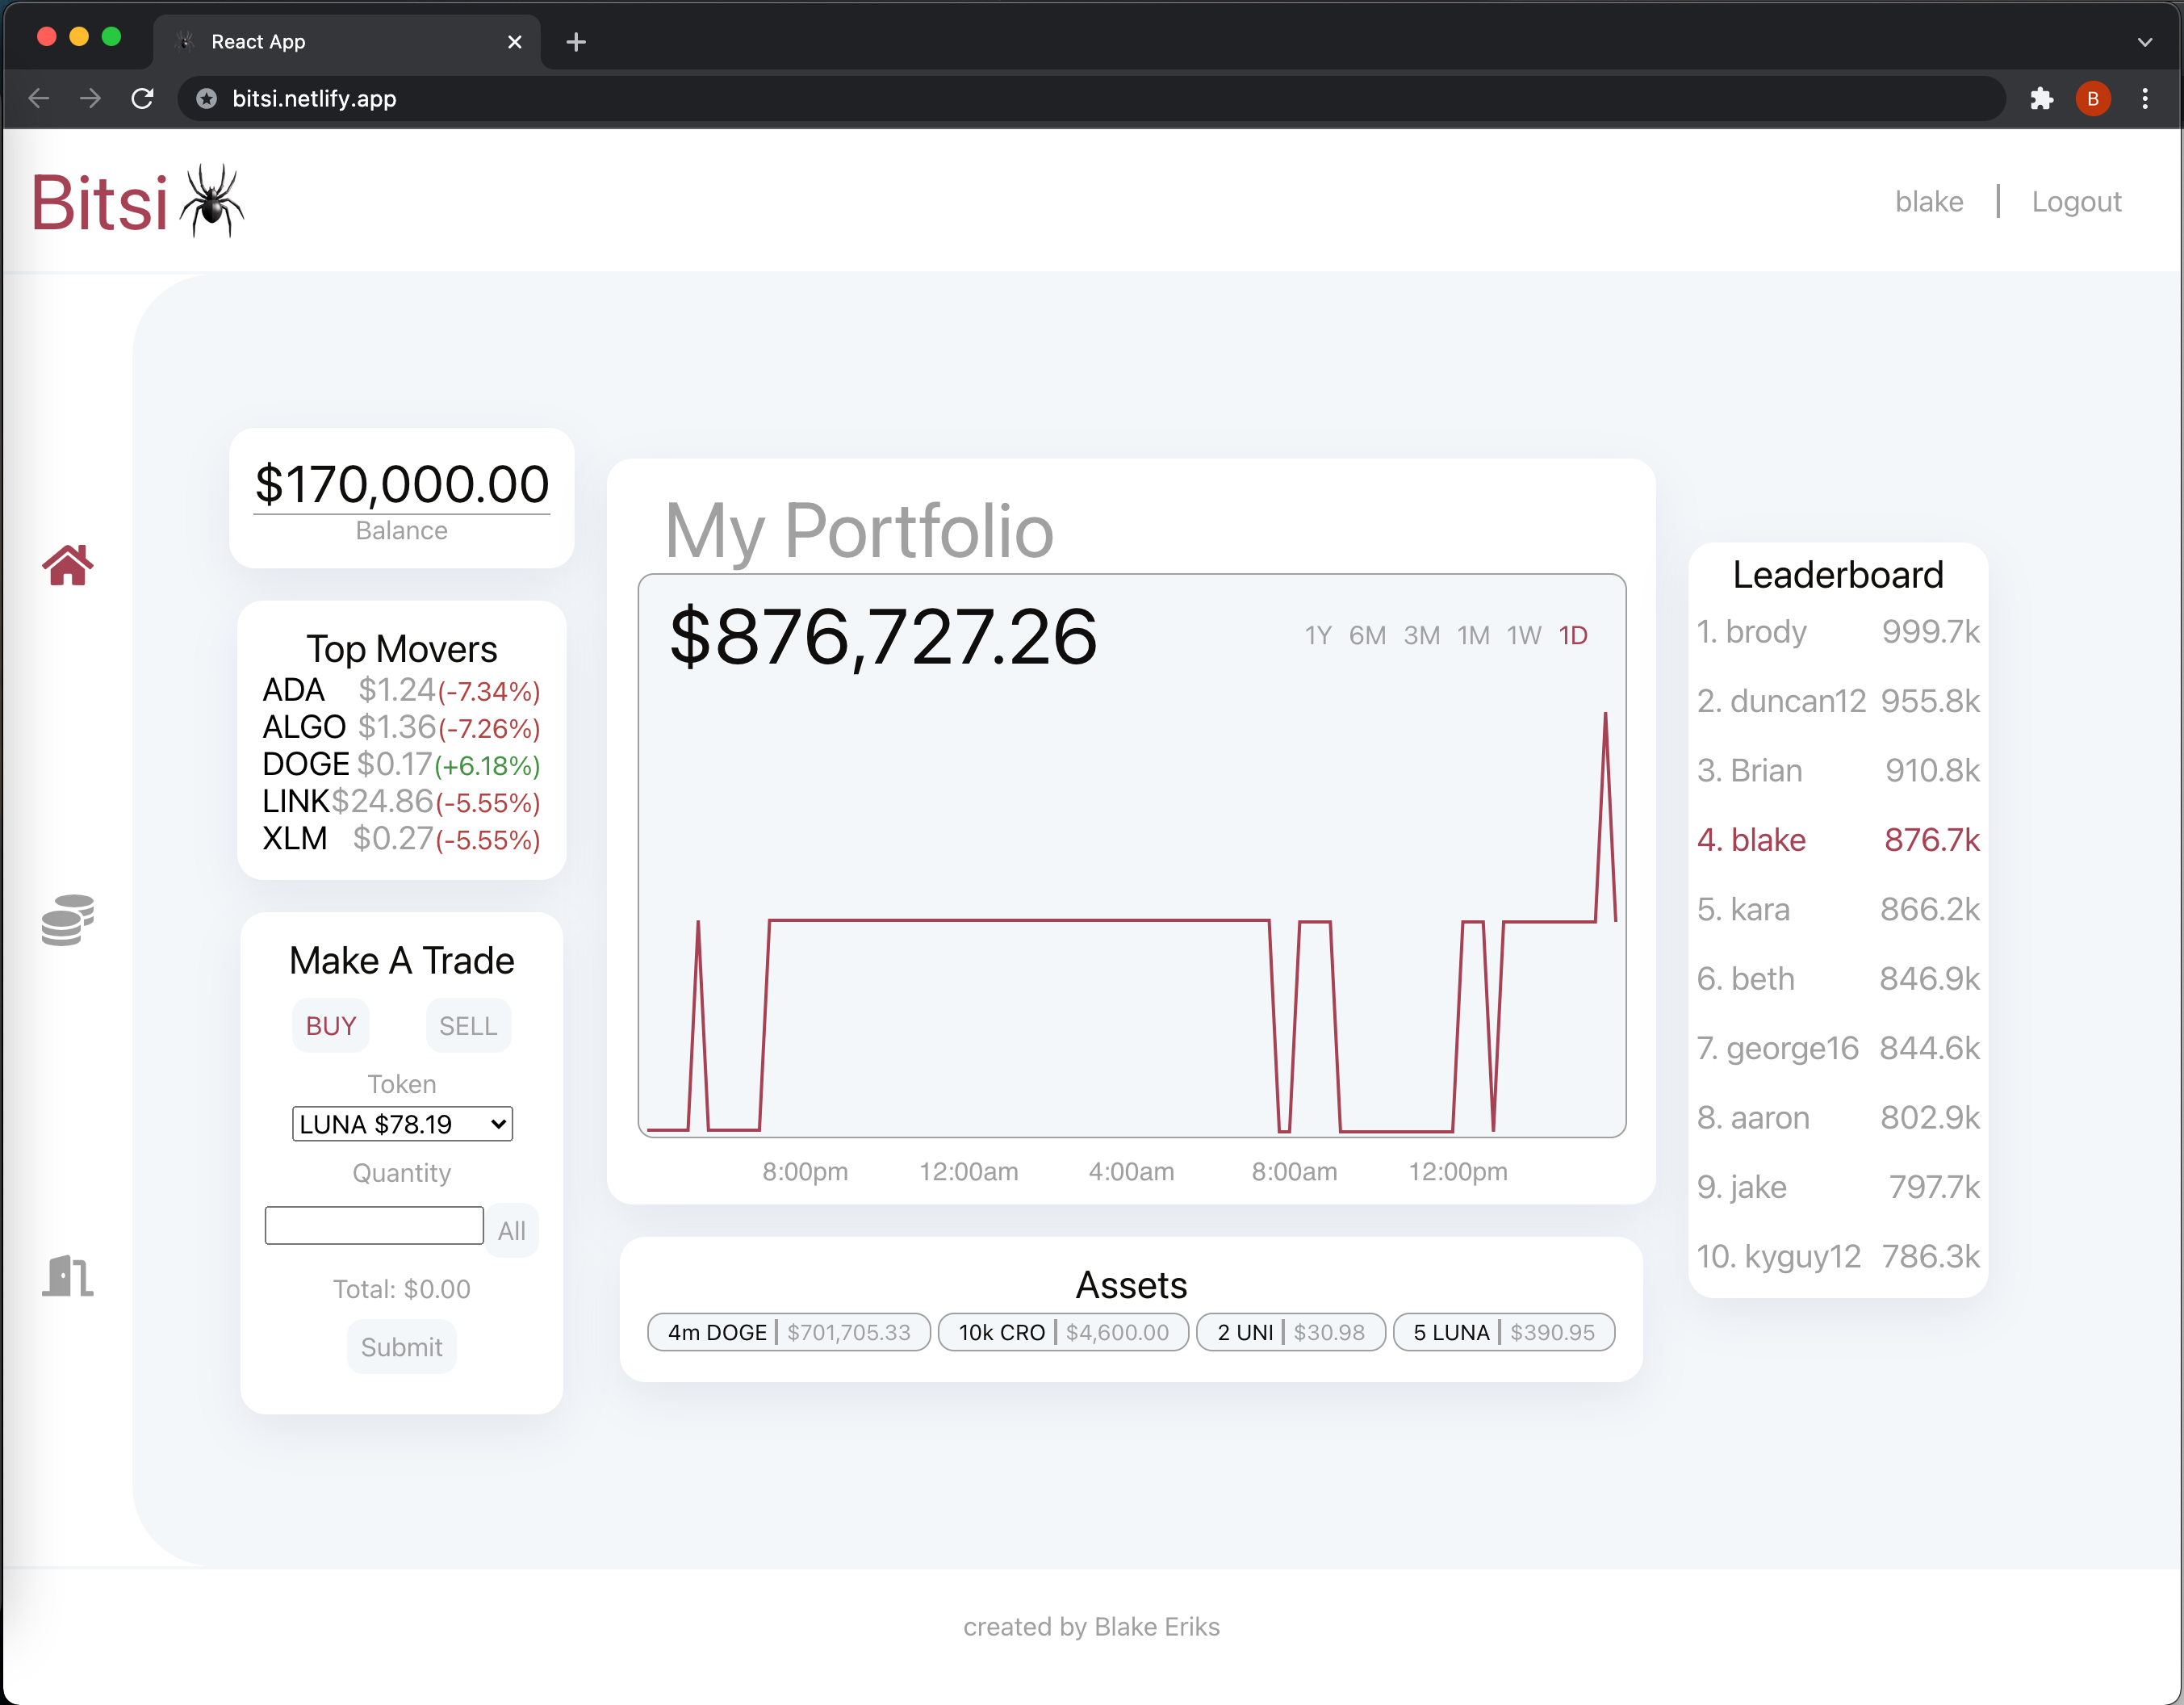 React App
bitsi.netlify.app
B
Bitsi
blake | Logout
$170,000.00
Balance
Top Movers
ADA $1.24(-7.34%)
ALGO $1.36(-7.26%)
DOGE $0.17(+6.18%)
LINK$24.86(-5.55%)
XLM $0.27(-5.55%)
Make A Trade
BUY SELL
Token
LUNA $78.19
Quantity
All
Total: $0.00
Submit
My Portfolio
$876,727.26
1Y 6M 3M 1M 1W 1D
8:00pm 12:00am 4:00am 8:00am 12:00pm
Assets
4m DOGE | $701,705.33 10k CRO | $4,600.00 2 UNI | $30.98 5 LUNA | $390.95
Leaderboard
1. brody 999.7k
2. duncan12 955.8k
3. Brian 910.8k
4. blake 876.7k
5. kara 866.2k
6. beth 846.9k
7. george16 844.6k
8. aaron 802.9k
9. jake 797.7k
10. kyguy12 786.3k
created by Blake Eriks